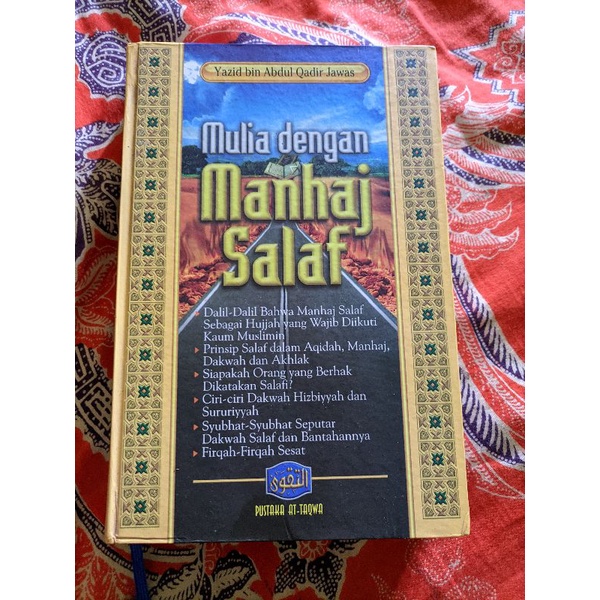 Yazid bin Abdul Qadir Jawas
Mulia dengan
Manhaj
Salaf
Dalil-Dalil Bahwa Manhaj Salaf
Sebagai Hujjah yang Wajib Diikuti
Kaum Muslimin
Prinsip Salaf dalam Aqidah, Manhaj,
Dakwah dan Akhlak
Siapakah Orang yang Berhak
Dikatakan Salafi?
Ciri-ciri Dakwah Hizbiyyah dan
Sururiyyah
Syubhat-Syubhat Seputar
Dakwah Salaf dan Bantahannya
Firqah-Firqah Sesat
التقوى
PUSTAKA AT-TAQWA